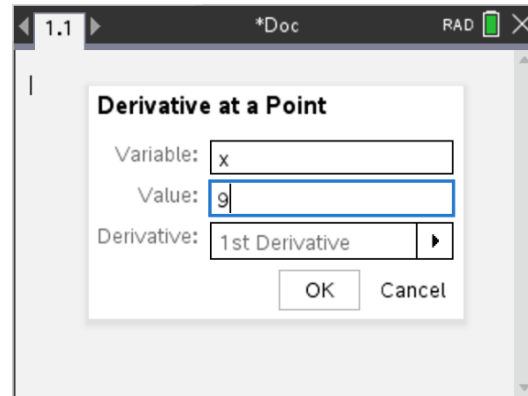 1.1 *Doc RAD
Derivative at a Point
Variable: x
Value: 9
Derivative: 1st Derivative
OK Cancel